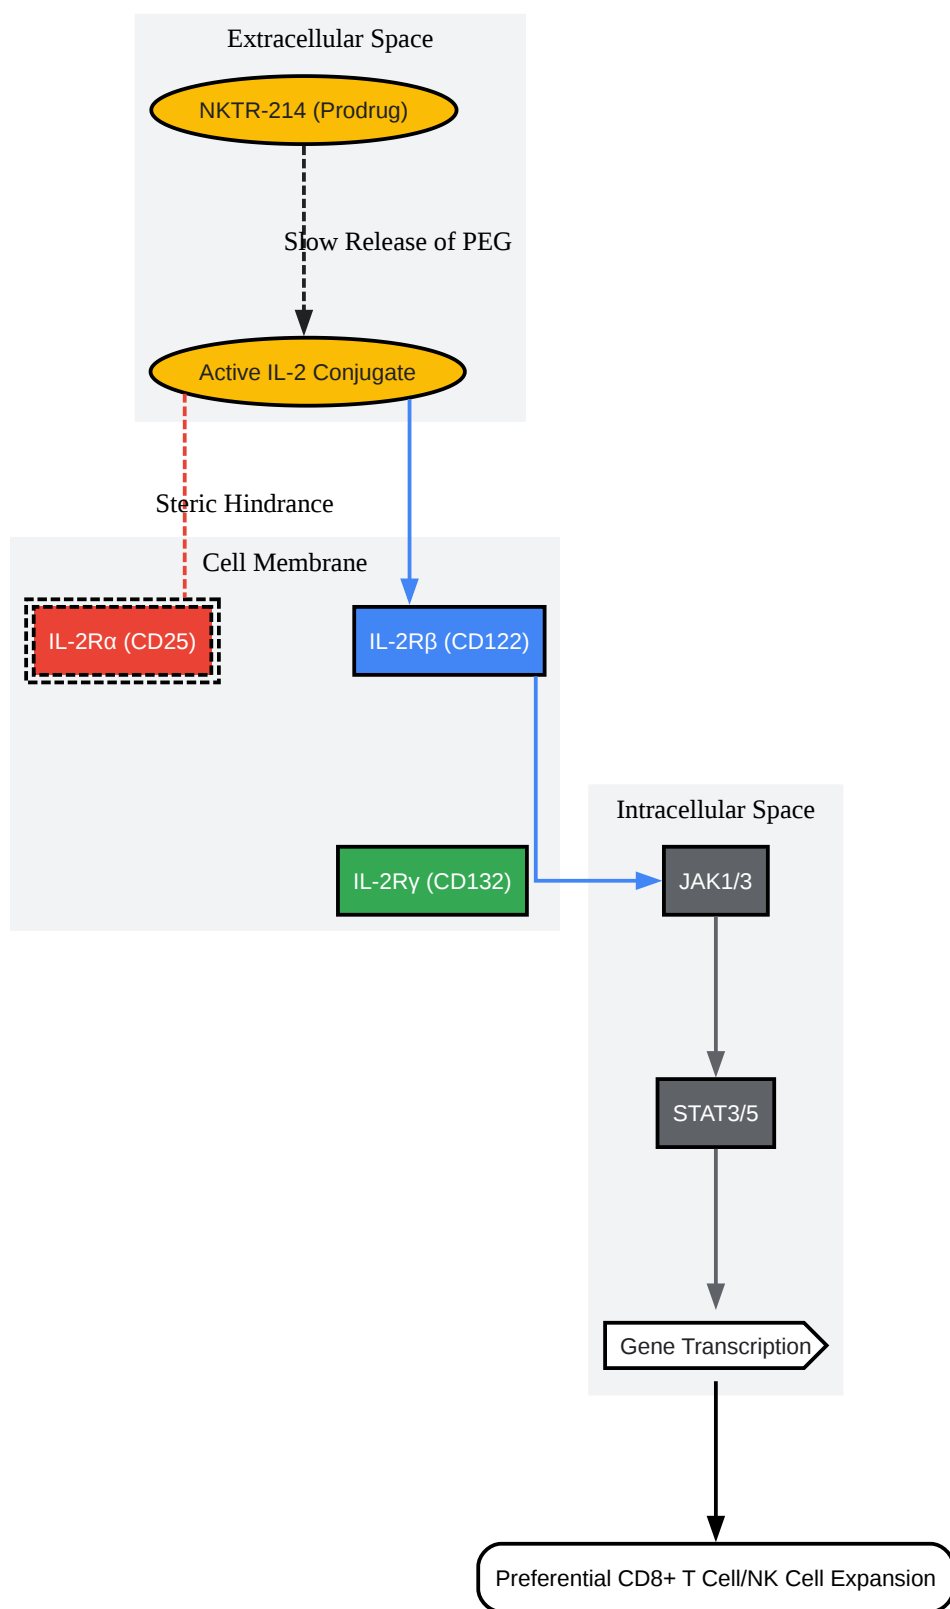 Extracellular Space
NKTR-214 (Prodrug)
Slow Release of PEG
Active IL-2 Conjugate
Steric Hindrance
Cell Membrane
IL-2Rα (CD25)
IL-2Rβ (CD122)
Intracellular Space
IL-2Rγ (CD132)
JAK1/3
STAT3/5
Gene Transcription
Preferential CD8+ T Cell/NK Cell Expansion